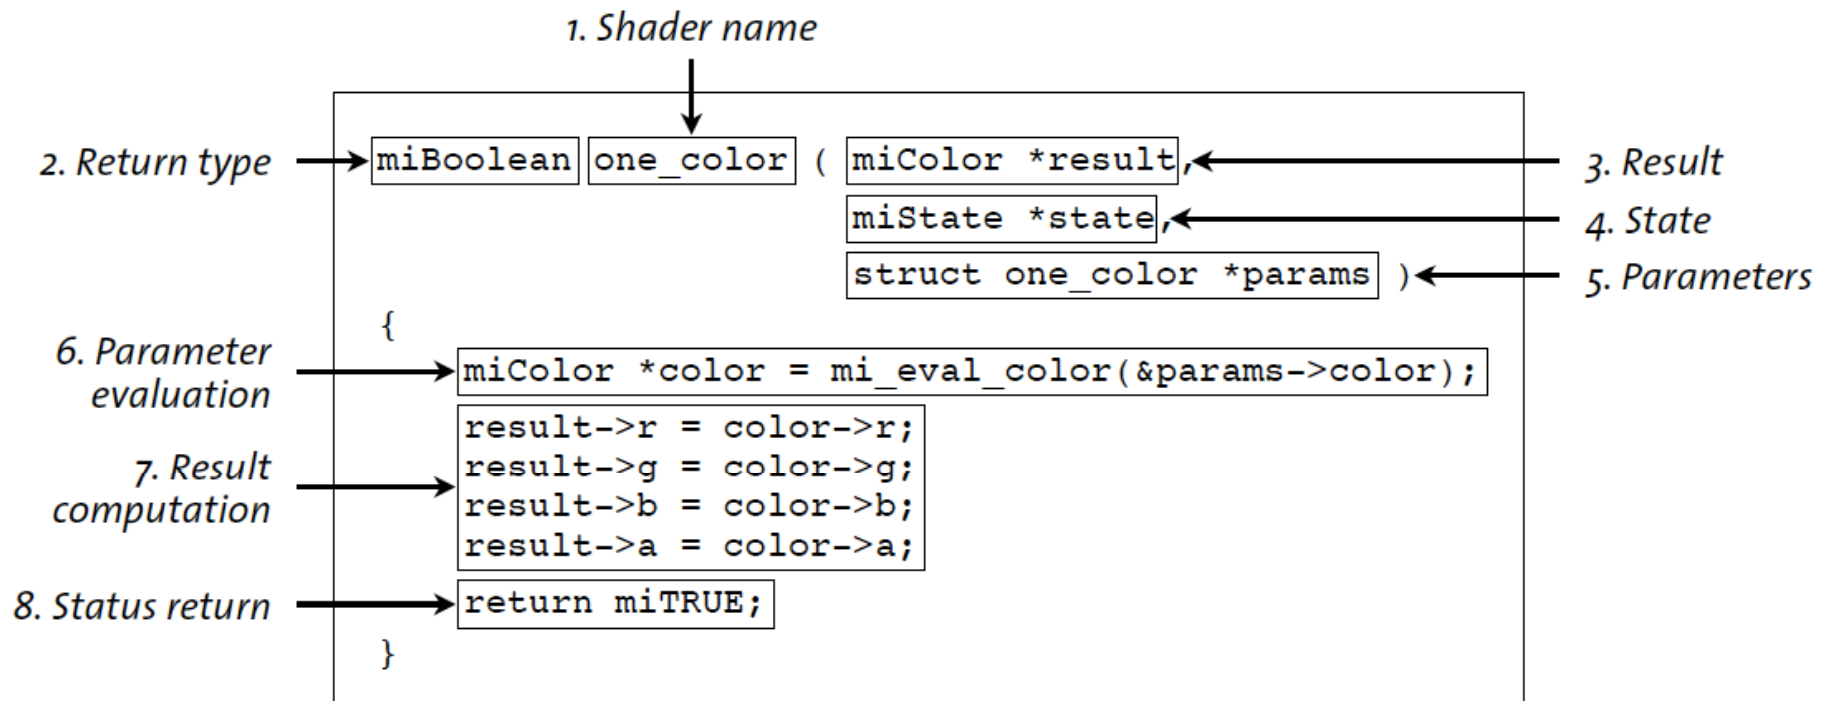 1. Shader name
2. Return type
miBoolean one_color ( miColor *result,
3. Result
miState *state,
4. State
struct one_color *params )
5. Parameters
{
6. Parameter
evaluation
miColor *color = mi_eval_color(&params->color);
7. Result
computation
result->r = color->r;
result->g = color->g;
result->b = color->b;
result->a = color->a;
8. Status return
return miTRUE;
}